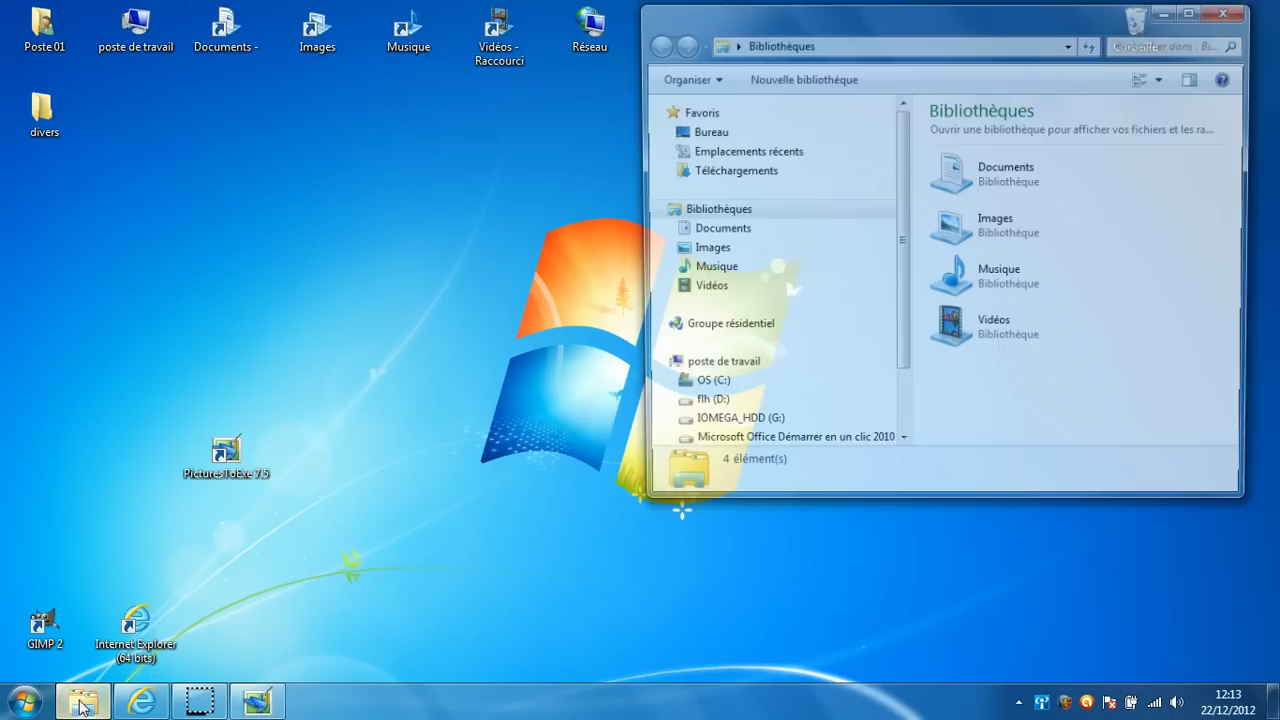 Poste 01
poste de travail
Documents -
Images
Musique
Vidéos -
Raccourci
Réseau
divers
PicturesToExe 7.5
GIMP 2
Internet Explorer
(64 bits)
Bibliothèques
Organiser
Nouvelle bibliothèque
Favoris
Bureau
Emplacements récents
Téléchargements
Bibliothèques
Documents
Images
Musique
Vidéos
Groupe résidentiel
poste de travail
OS (C:)
flh (D:)
IOMEGA_HDD (G:)
Microsoft Office Démarrer en un clic 2010
Bibliothèques
Ouvrir une bibliothèque pour afficher vos fichiers et les ra...
Documents
Bibliothèque
Images
Bibliothèque
Musique
Bibliothèque
Vidéos
Bibliothèque
4 élément(s)
12:13
22/12/2012